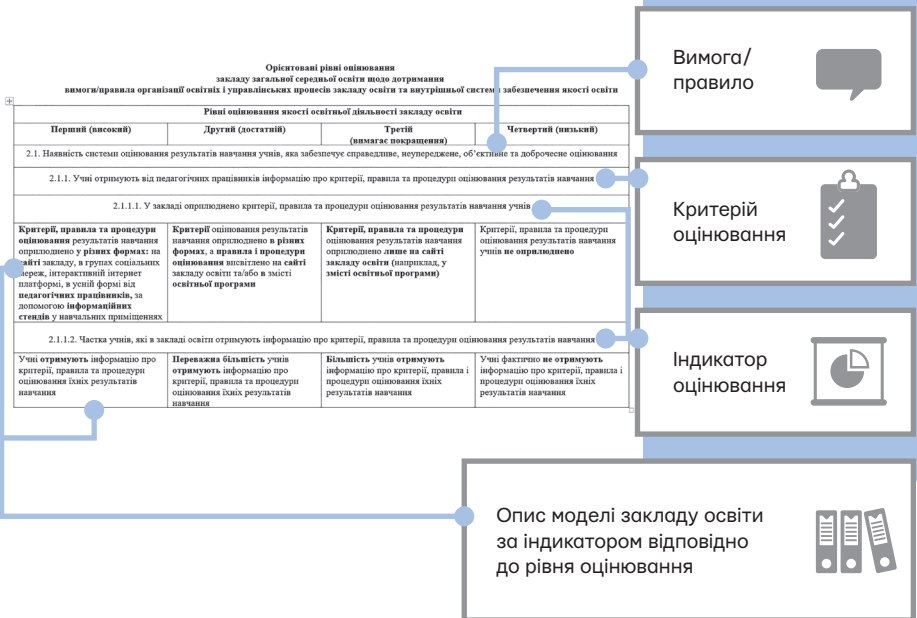 Орієнтовані рівні оцінювання
закладу загальної середньої освіти щодо дотримання
вимоги/правила організації освітніх і управлінських процесів закладу освіти та внутрішньої системи забезпечення якості освіти
Рівні оцінювання якості освітньої діяльності закладу освіти
Перший (високий)
Другий (достатній)
Третій
(вимагає покращення)
Четвертий (низький)
2.1. Наявність системи оцінювання результатів навчання учнів, яка забезпечує справедливе, неупереджене, об’єктивне та доброчесне оцінювання
2.1.1. Учні отримують від педагогічних працівників інформацію про критерії, правила та процедури оцінювання результатів навчання
2.1.1.1. У закладі оприлюднено критерії, правила та процедури оцінювання результатів навчання учнів
Критерії, правила та процедури
оцінювання результатів навчання
оприлюднено у різних формах: на
сайті закладу, в групах соціальних
мереж, інтерактивній інтернет
платформі, в усній формі від
педагогічних працівників, за
допомогою інформаційних
стендів у навчальних приміщеннях
Критерії оцінювання результатів
навчання оприлюднено в різних
формах, а правила і процедури
оцінювання висвітлено на сайті
закладу освіти та/або в змісті
освітньої програми
Критерії, правила та процедури
оцінювання результатів навчання
оприлюднено лише на сайті
закладу освіти (наприклад, у
змісті освітньої програми)
Критерії, правила та процедури
оцінювання результатів навчання
учнів не оприлюднено
2.1.1.2. Частка учнів, які в закладі освіти отримують інформацію про критерії, правила та процедури оцінювання результатів навчання
Учні отримують інформацію про
критерії, правила та процедури
оцінювання їхніх результатів
навчання
Переважна більшість учнів
отримують інформацію про
критерії, правила та процедури
оцінювання їхніх результатів
навчання
Більшість учнів отримують
інформацію про критерії, правила і
процедури оцінювання їхніх
результатів навчання
Учні фактично не отримують
інформацію про критерії, правила і
процедури оцінювання їхніх
результатів навчання
Вимога/
правило
Критерій
оцінювання
Індикатор
оцінювання
Опис моделі закладу освіти
за індикатором відповідно
до рівня оцінювання